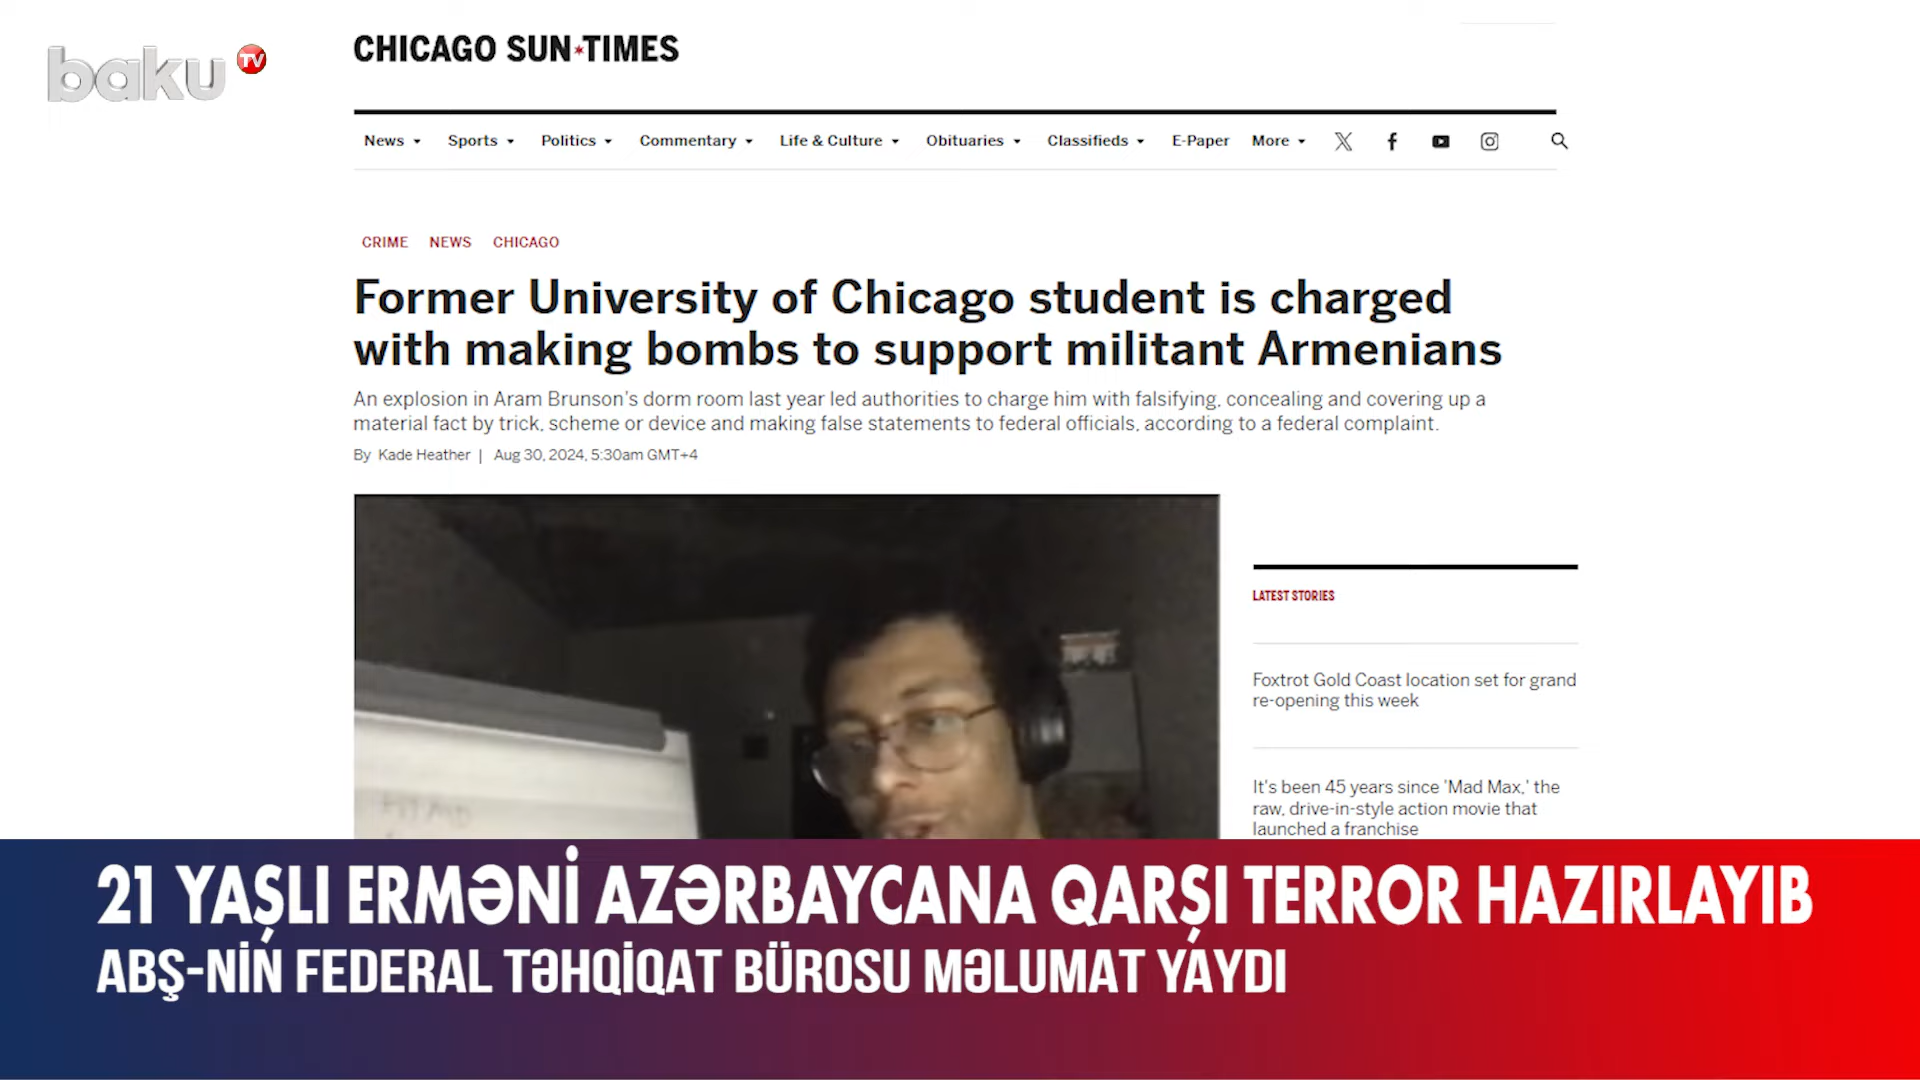 baku TV
CHICAGO SUN*TIMES
News Sports Politics Commentary Life & Culture Obituaries Classifieds E-Paper More
CRIME NEWS CHICAGO
Former University of Chicago student is charged
with making bombs to support militant Armenians
An explosion in Aram Brunson's dorm room last year led authorities to charge him with falsifying, concealing and covering up a
material fact by trick, scheme or device and making false statements to federal officials, according to a federal complaint.
By Kade Heather | Aug 30, 2024, 5:30am GMT+4
LATEST STORIES
Foxtrot Gold Coast location set for grand
re-opening this week
It's been 45 years since 'Mad Max,' the
raw, drive-in-style action movie that
launched a franchise
21 YAŞLI ERMƏNİ AZƏRBAYCANA QARŞI TERROR HAZIRLAYIB
ABŞ-NİN FEDERAL TƏHQİQAT BÜROSU MƏLUMAT YAYDI